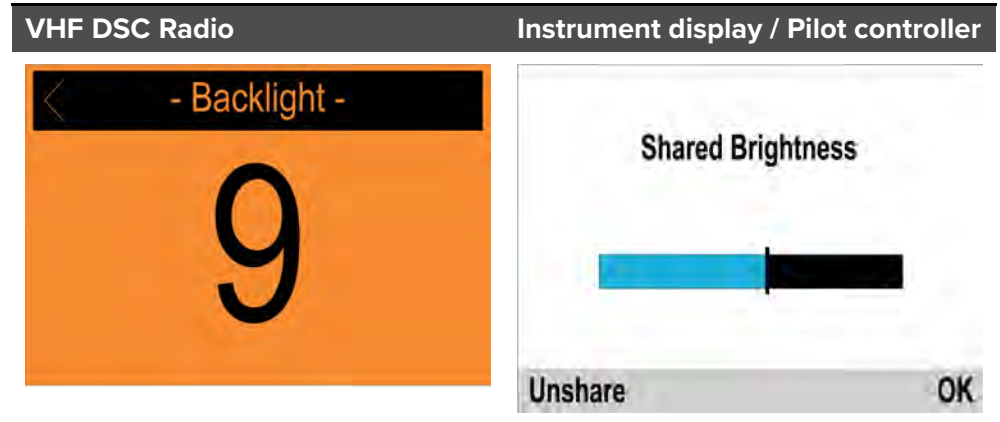 VHF DSC Radio
Instrument display / Pilot controller
- Backlight -
9
Shared Brightness
Unshare OK